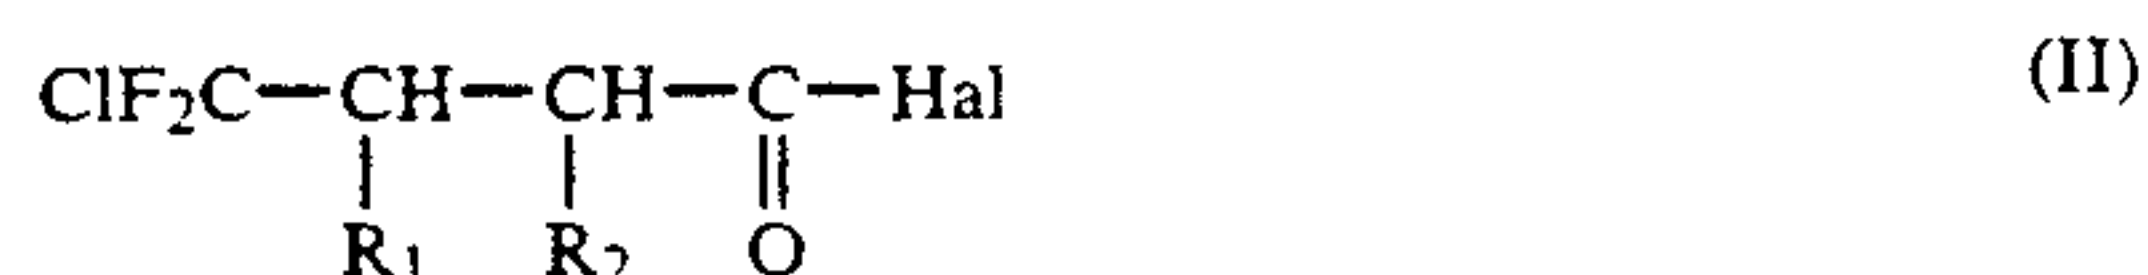 ClF₂C—CH—CH—C—Hal (II)
R₁ R₂ O